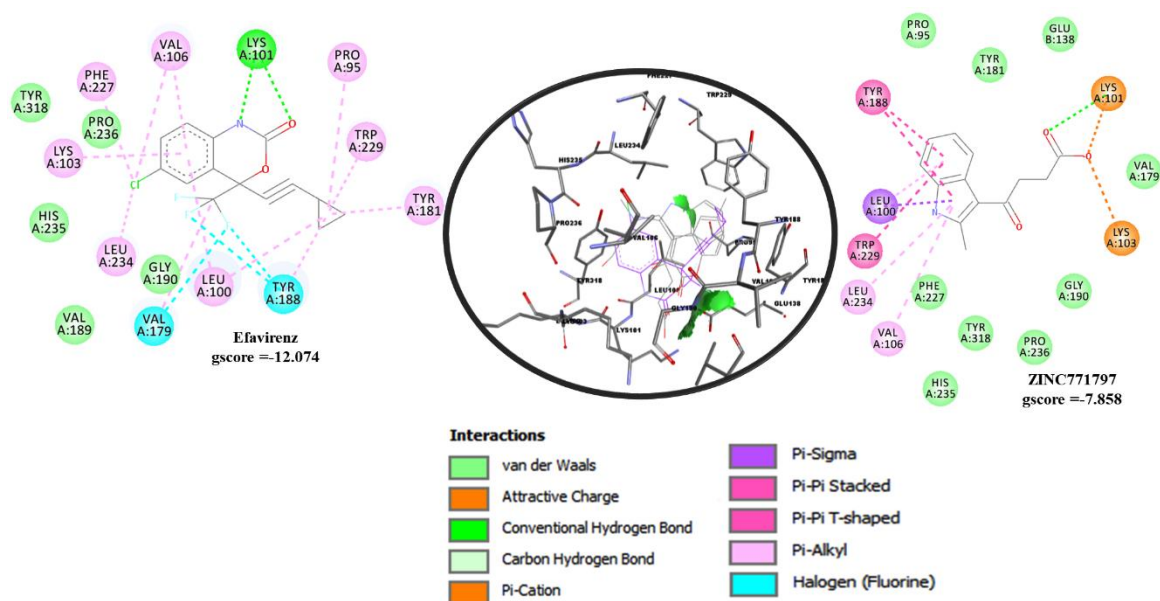 VAL
A:106
LYS
A:101
PRO
A:95
PHE
A:227
TYR
A:318
PRO
A:236
TRP
A:229
LYS
A:103
N
O
O
Cl
F
TYR
A:181
HIS
A:235
LEU
A:234
GLY
A:190
LEU
A:100
TYR
A:188
VAL
A:189
VAL
A:179
Efavirenz
gscore =-12.074
TRP229
LEU234
HIS235
PRO236
TYR188
TYR318
GLU138
LYS101
PRO
A:95
GLU
B:138
TYR
A:181
TYR
A:188
LYS
A:101
O
O
VAL
A:179
LEU
A:100
N
O
LYS
A:103
TRP
A:229
LEU
A:234
PHE
A:227
GLY
A:190
VAL
A:106
TYR
A:318
PRO
A:236
HIS
A:235
ZINC771797
gscore =-7.858
Interactions
van der Waals
Attractive Charge
Conventional Hydrogen Bond
Carbon Hydrogen Bond
Pi-Cation
Pi-Sigma
Pi-Pi Stacked
Pi-Pi T-shaped
Pi-Alkyl
Halogen (Fluorine)